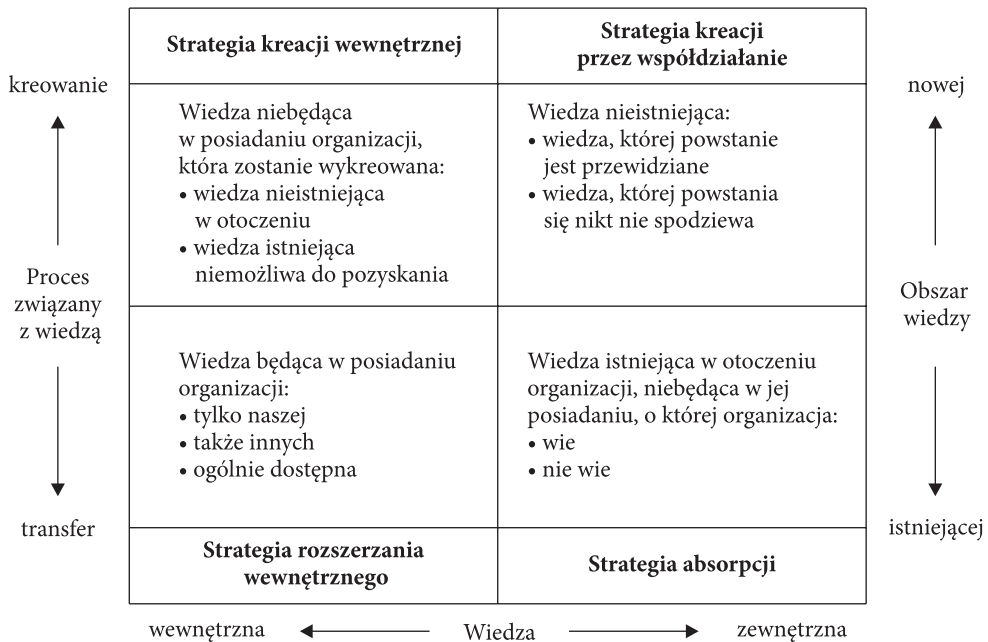 Strategia kreacji wewnętrznej
Strategia kreacji
przez współdziałanie
kreowanie
nowej
Wiedza niebędąca
w posiadaniu organizacji,
która zostanie wykreowana:
• wiedza nieistniejąca
w otoczeniu
• wiedza istniejąca
niemożliwa do pozyskania
Wiedza nieistniejąca:
• wiedza, której powstanie
jest przewidziane
• wiedza, której powstania
się nikt nie spodziewa
Proces
związany
z wiedzą
Obszar
wiedzy
Wiedza będąca w posiadaniu
organizacji:
• tylko naszej
• także innych
• ogólnie dostępna
Wiedza istniejąca w otoczeniu
organizacji, niebędąca w jej
posiadaniu, o której organizacja:
• wie
• nie wie
transfer
istniejącej
Strategia rozszerzania
wewnętrznego
Strategia absorpcji
wewnętrzna
Wiedza
zewnętrzna